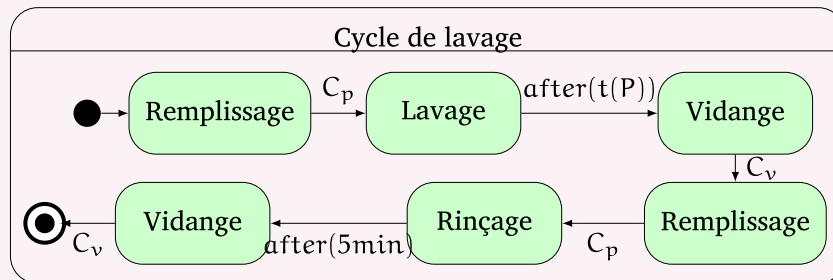 Cycle de lavage
Remplissage
C_p
Lavage
after(t(P))
Vidange
C_v
Remplissage
C_p
Rinçage
after(5min)
Vidange
C_v